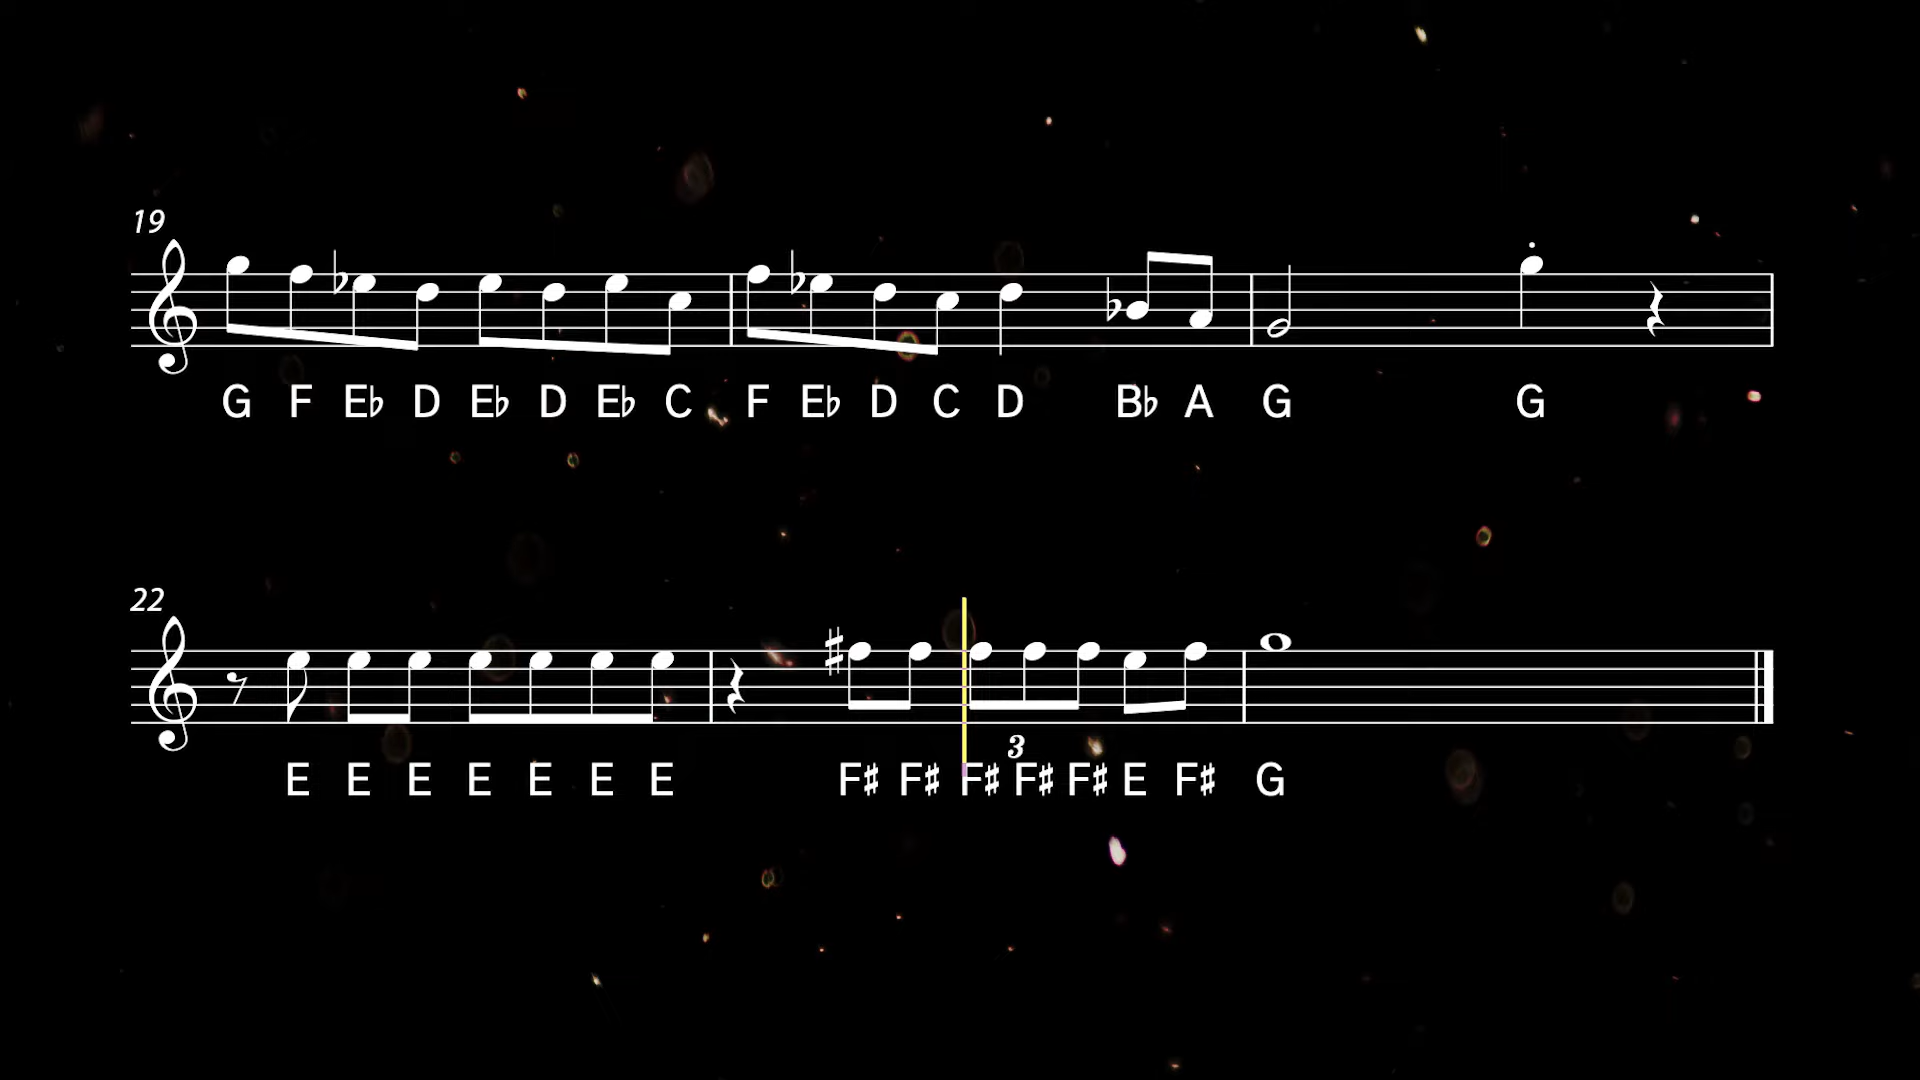 19
G F E♭ D E♭ D E♭ C F E♭ D C D B♭ A G G
22
3
E E E E E E E F♯ F♯ F♯ F♯ F♯ E F♯ G